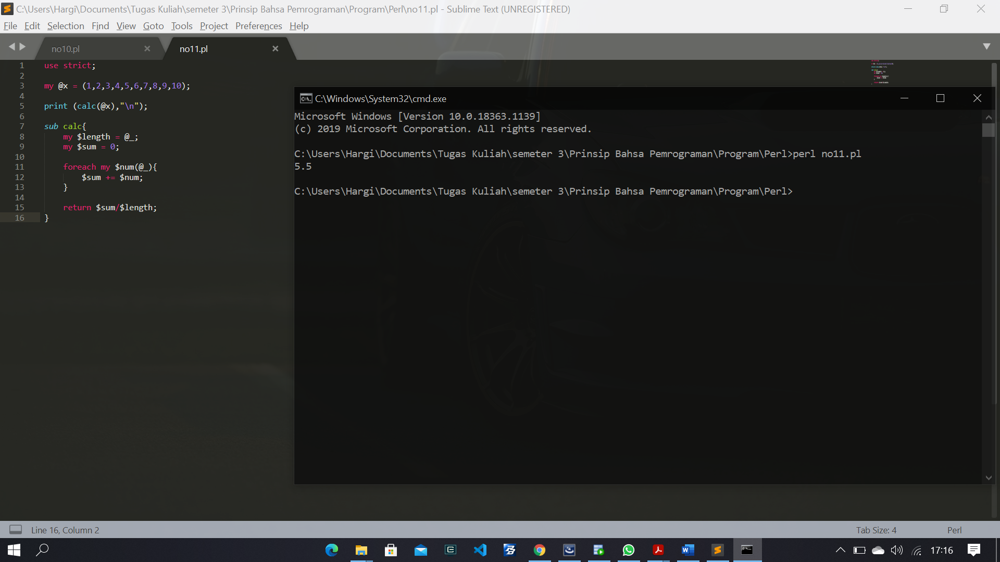 C:\Users\Hargi\Documents\Tugas Kuliah\semeter 3\Prinsip Bahsa Pemrograman\Program\Perl\no11.pl - Sublime Text (UNREGISTERED)
File Edit Selection Find View Goto Tools Project Preferences Help
no10.pl no11.pl
1 use strict;
2
3 my @x = (1,2,3,4,5,6,7,8,9,10);
4
5 print (calc(@x),"\n");
6
7 sub calc{
8 my $length = @_;
9 my $sum = 0;
10
11 foreach my $num(@_){
12 $sum += $num;
13 }
14
15 return $sum/$length;
16 }
C:\Windows\System32\cmd.exe
Microsoft Windows [Version 10.0.18363.1139]
(c) 2019 Microsoft Corporation. All rights reserved.
C:\Users\Hargi\Documents\Tugas Kuliah\semeter 3\Prinsip Bahsa Pemrograman\Program\Perl>perl no11.pl
5.5
C:\Users\Hargi\Documents\Tugas Kuliah\semeter 3\Prinsip Bahsa Pemrograman\Program\Perl>
Line 16, Column 2 Tab Size: 4 Perl
17:16